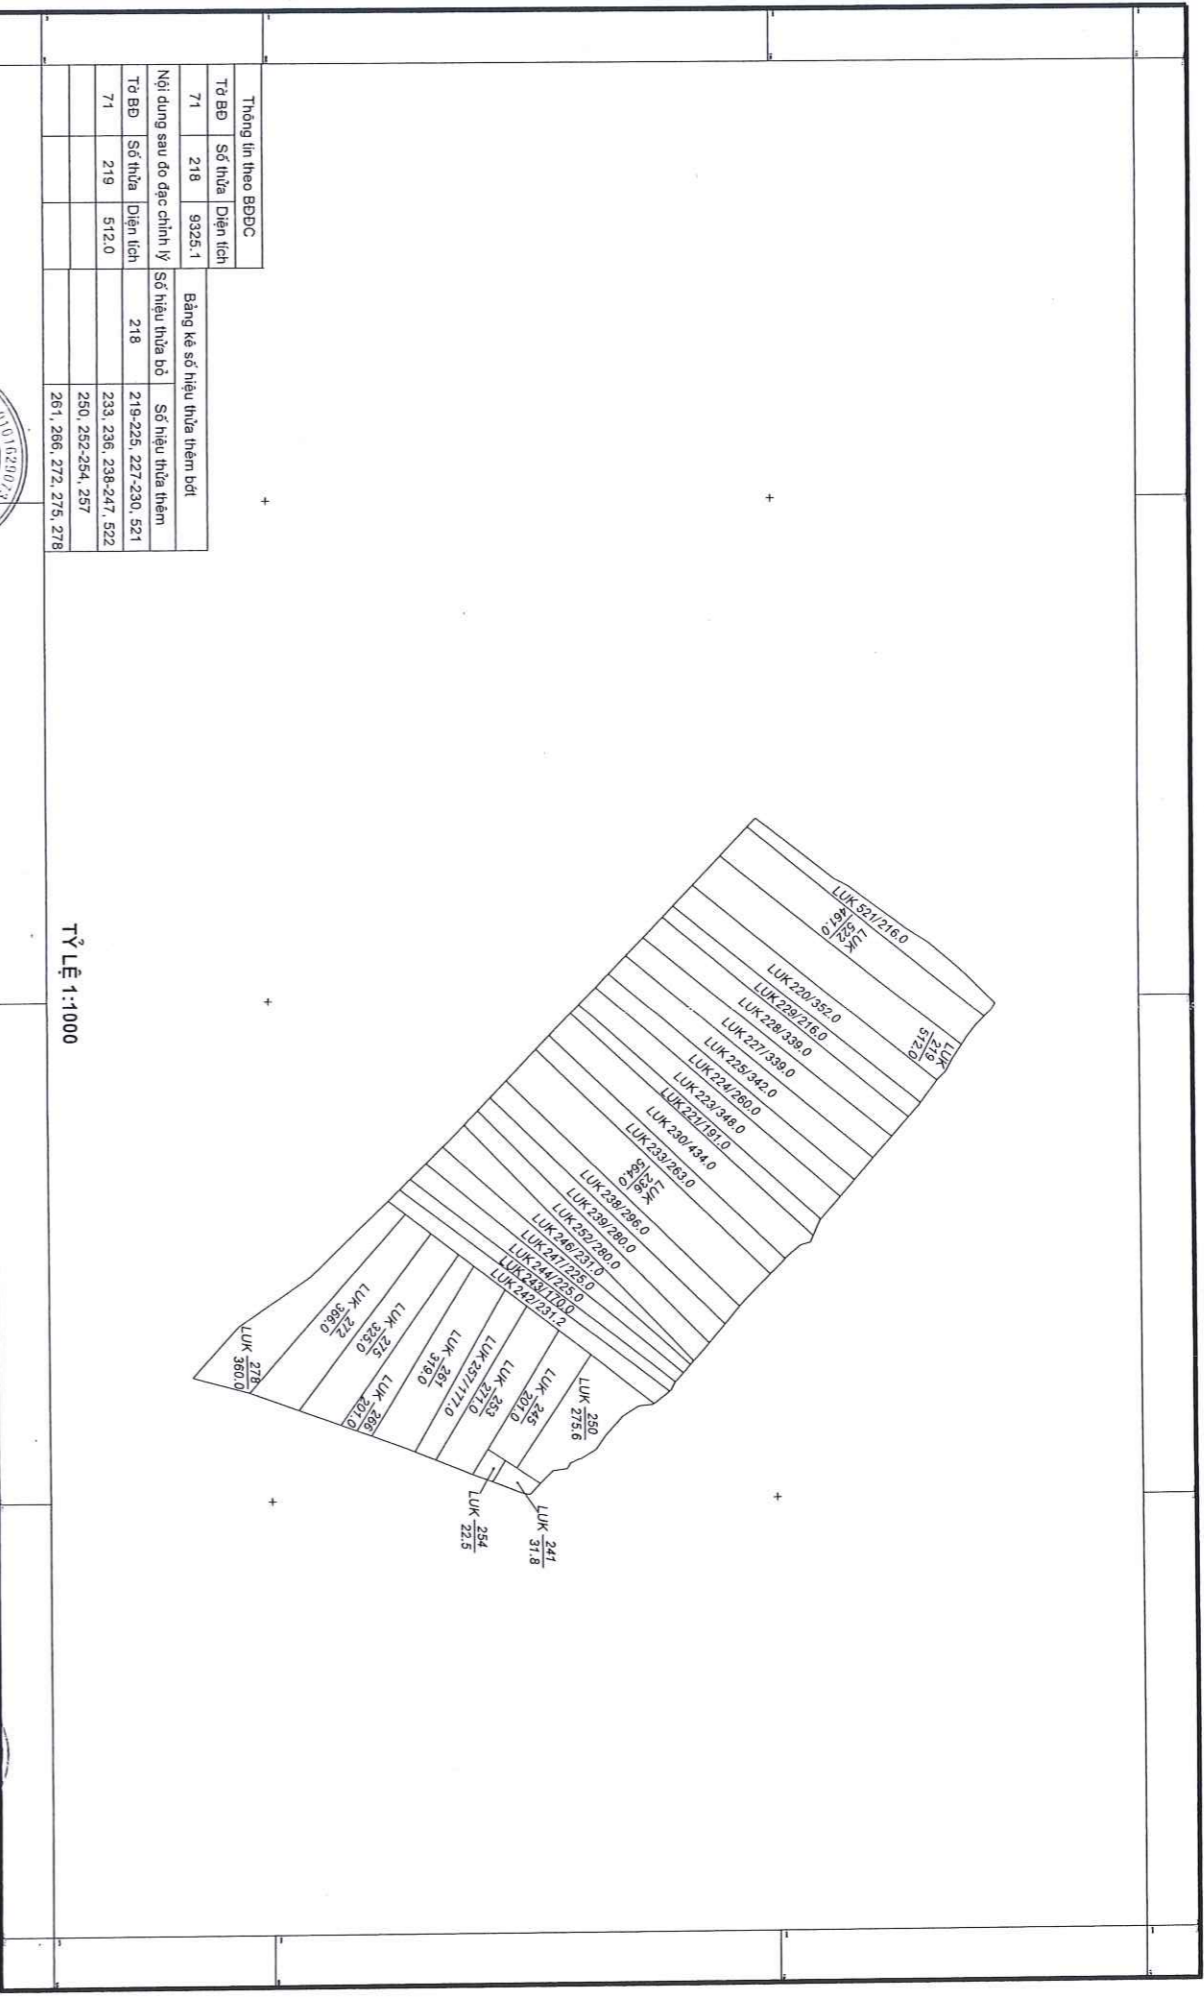 Thông tin theo BĐĐC
Tờ BĐ Số thửa Diện tích
71 218 9325.1
Nội dung sau đo đạc chỉnh lý
Tờ BĐ Số thửa Diện tích
71 219 512.0
Bảng kê số hiệu thửa thêm bớt
Số hiệu thửa bỏ Số hiệu thửa thêm
218 219-225, 227-230, 521
233, 236, 238-247, 522
250, 252-254, 257
261, 266, 272, 275, 278
LUK 521/216.0
LUK
522
461.0
LUK
219
512.0
LUK 220/352.0
LUK 229/216.0
LUK 228/339.0
LUK 227/339.0
LUK 225/342.0
LUK 224/260.0
LUK 223/348.0
LUK 221/191.0
LUK 230/434.0
LUK 233/263.0
LUK
236
564.0
LUK 238/296.0
LUK 239/280.0
LUK 252/280.0
LUK 246/231.0
LUK 247/225.0
LUK 244/225.0
LUK 243/170.0
LUK 242/231.2
LUK 250
275.6
LUK 245
201.0
LUK 253
271.0
LUK 257/177.0
LUK 261
319.0
LUK 266
201.0
LUK 275
325.0
LUK 272
366.0
LUK 278
360.0
LUK 241
31.8
LUK 254
22.5
TỶ LỆ 1:1000